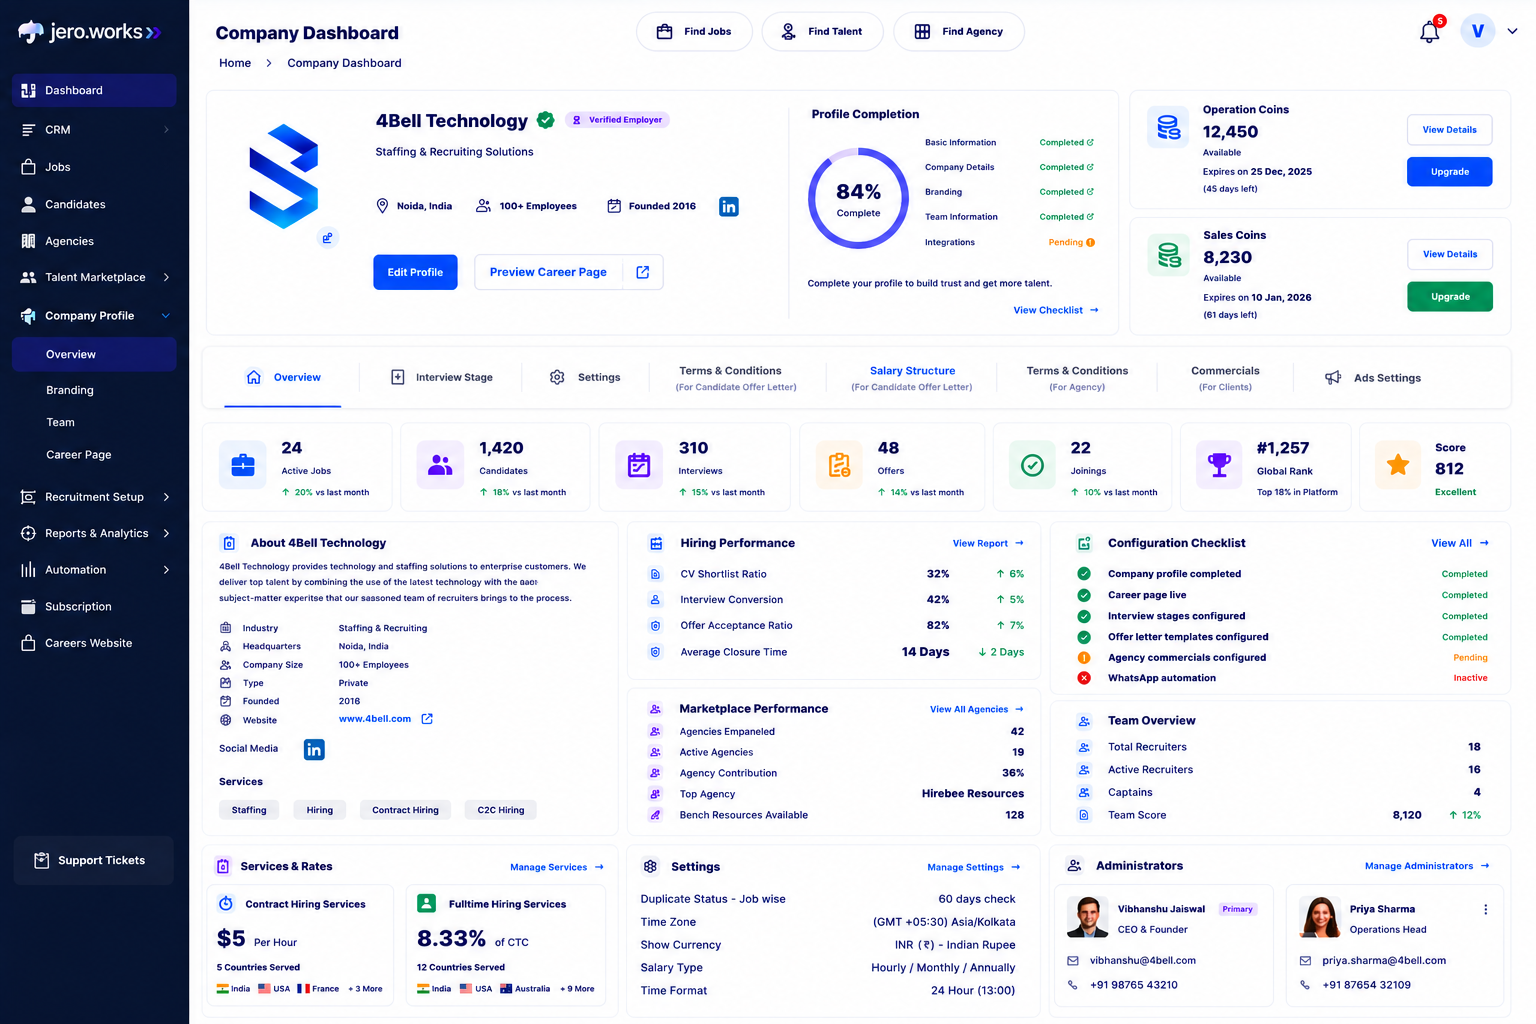 jero.works
Dashboard
CRM
Jobs
Candidates
Agencies
Talent Marketplace
Company Profile
Overview
Branding
Team
Career Page
Recruitment Setup
Reports & Analytics
Automation
Subscription
Careers Website
Support Tickets
Company Dashboard
Find Jobs
Find Talent
Find Agency
5
V
Home > Company Dashboard
4Bell Technology
Verified Employer
Staffing & Recruiting Solutions
Noida, India
100+ Employees
Founded 2016
in
Edit Profile
Preview Career Page
Profile Completion
84%
Complete
Basic Information Completed
Company Details Completed
Branding Completed
Team Information Completed
Integrations Pending
Complete your profile to build trust and get more talent.
View Checklist →
Operation Coins
12,450
Available
Expires on 25 Dec, 2025
(45 days left)
View Details
Upgrade
Sales Coins
8,230
Available
Expires on 10 Jan, 2026
(61 days left)
View Details
Upgrade
Overview
Interview Stage
Settings
Terms & Conditions
(For Candidate Offer Letter)
Salary Structure
(For Candidate Offer Letter)
Terms & Conditions
(For Agency)
Commercials
(For Clients)
Ads Settings
24
Active Jobs
↑ 20% vs last month
1,420
Candidates
↑ 18% vs last month
310
Interviews
↑ 15% vs last month
48
Offers
↑ 14% vs last month
22
Joinings
↑ 10% vs last month
#1,257
Global Rank
Top 18% in Platform
Score
812
Excellent
About 4Bell Technology
4Bell Technology provides technology and staffing solutions to enterprise customers. We
deliver top talent by combining the use of the latest technology with the
subject-matter expertise that our seasoned team of recruiters brings to the process.
Industry Staffing & Recruiting
Headquarters Noida, India
Company Size 100+ Employees
Type Private
Founded 2016
Website www.4bell.com
Social Media in
Services
Staffing
Hiring
Contract Hiring
C2C Hiring
Hiring Performance View Report →
CV Shortlist Ratio 32% ↑ 6%
Interview Conversion 42% ↑ 5%
Offer Acceptance Ratio 82% ↑ 7%
Average Closure Time 14 Days ↓ 2 Days
Marketplace Performance View All Agencies →
Agencies Empaneled 42
Active Agencies 19
Agency Contribution 36%
Top Agency Hirebee Resources
Bench Resources Available 128
Configuration Checklist View All →
Company profile completed Completed
Career page live Completed
Interview stages configured Completed
Offer letter templates configured Completed
Agency commercials configured Pending
WhatsApp automation Inactive
Team Overview
Total Recruiters 18
Active Recruiters 16
Captains 4
Team Score 8,120 ↑ 12%
Services & Rates Manage Services →
Contract Hiring Services
$5 Per Hour
5 Countries Served
India USA France + 3 More
Fulltime Hiring Services
8.33% of CTC
12 Countries Served
India USA Australia + 9 More
Settings Manage Settings →
Duplicate Status - Job wise 60 days check
Time Zone (GMT +05:30) Asia/Kolkata
Show Currency INR (₹) - Indian Rupee
Salary Type Hourly / Monthly / Annually
Time Format 24 Hour (13:00)
Administrators Manage Administrators →
Vibhanshu Jaiswal Primary
CEO & Founder
vibhanshu@4bell.com
+91 98765 43210
Priya Sharma
Operations Head
priya.sharma@4bell.com
+91 87654 32109